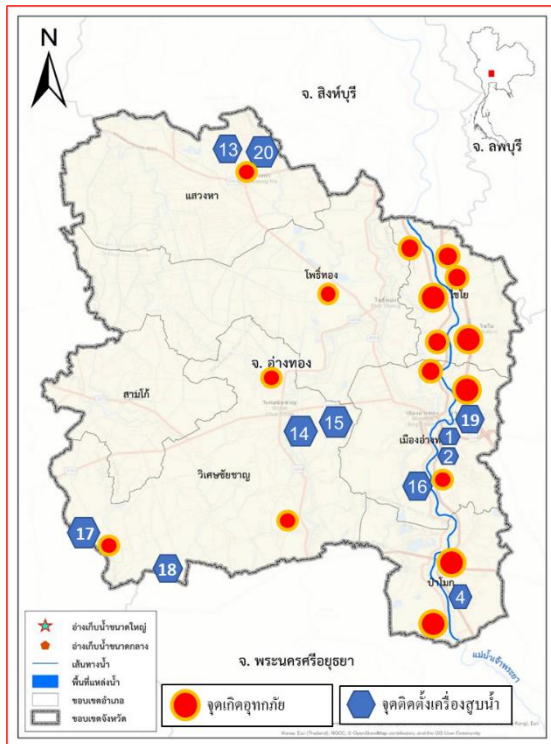 N
จ. สิงห์บุรี
จ. ลพบุรี
13
20
แสวงหา
โพธิ์ทอง
ไชโย
จ. อ่างทอง
สามโก้
19
เมืองอ่างทอง
1
2
14
15
วิเศษชัยชาญ
16
17
18
ป่าโมก
4
จ. พระนครศรีอยุธยา
แม่น้ำเจ้าพระยา
อ่างเก็บน้ำขนาดใหญ่
อ่างเก็บน้ำขนาดกลาง
เส้นทางน้ำ
พื้นที่แหล่งน้ำ
ขอบเขตอำเภอ
ขอบเขตจังหวัด
จุดเกิดอุทกภัย
จุดติดตั้งเครื่องสูบน้ำ